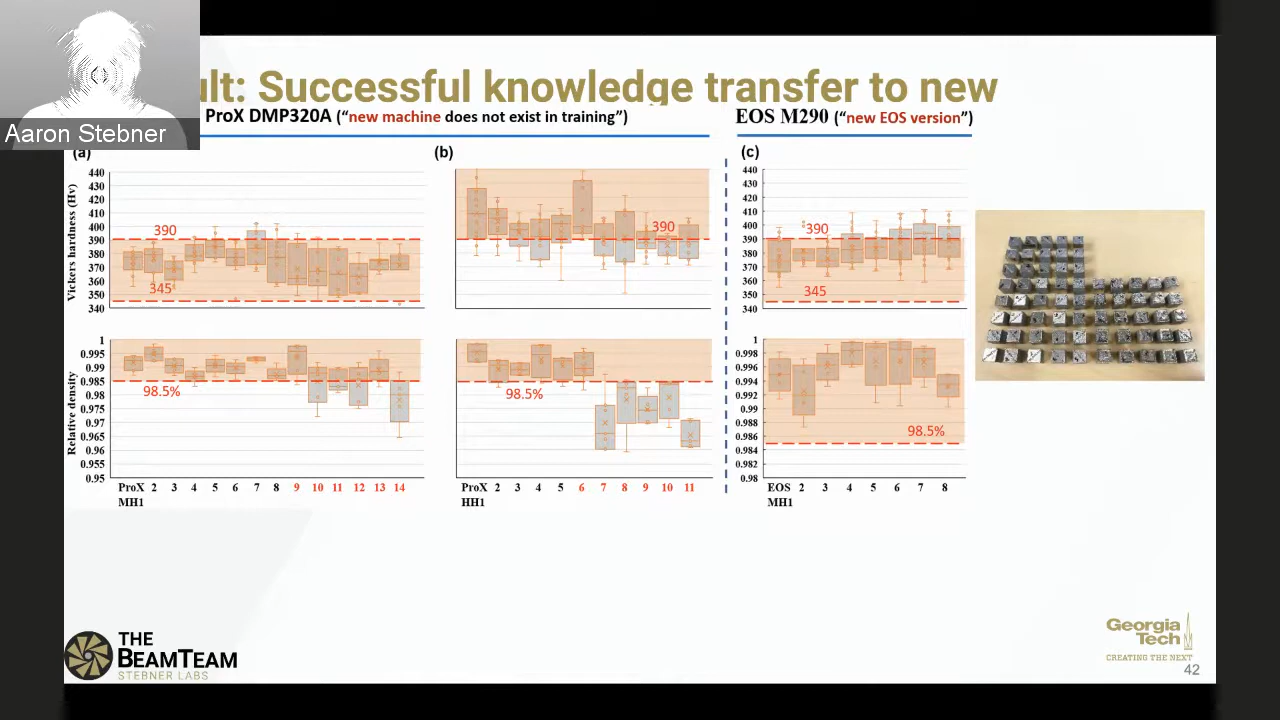 ult: Successful knowledge transfer to new
Aaron Stebner
ProX DMP320A (“new machine does not exist in training”)
EOS M290 (“new EOS version”)
(a)
(b)
(c)
Vickers hardness (Hv)
440
430
420
410
400
390
380
370
360
350
340
390
345
390
440
430
420
410
400
390
380
370
360
350
340
390
345
Relative density
1
0.995
0.99
0.985
0.98
0.975
0.97
0.965
0.96
0.955
0.95
98.5%
98.5%
1
0.998
0.996
0.994
0.992
0.99
0.988
0.986
0.984
0.982
0.98
98.5%
ProX 2 3 4 5 6 7 8 9 10 11 12 13 14
MH1
ProX 2 3 4 5 6 7 8 9 10 11
HH1
EOS 2 3 4 5 6 7 8
MH1
THE
BEAMTEAM
STEBNER LABS
Georgia
Tech
CREATING THE NEXT
42